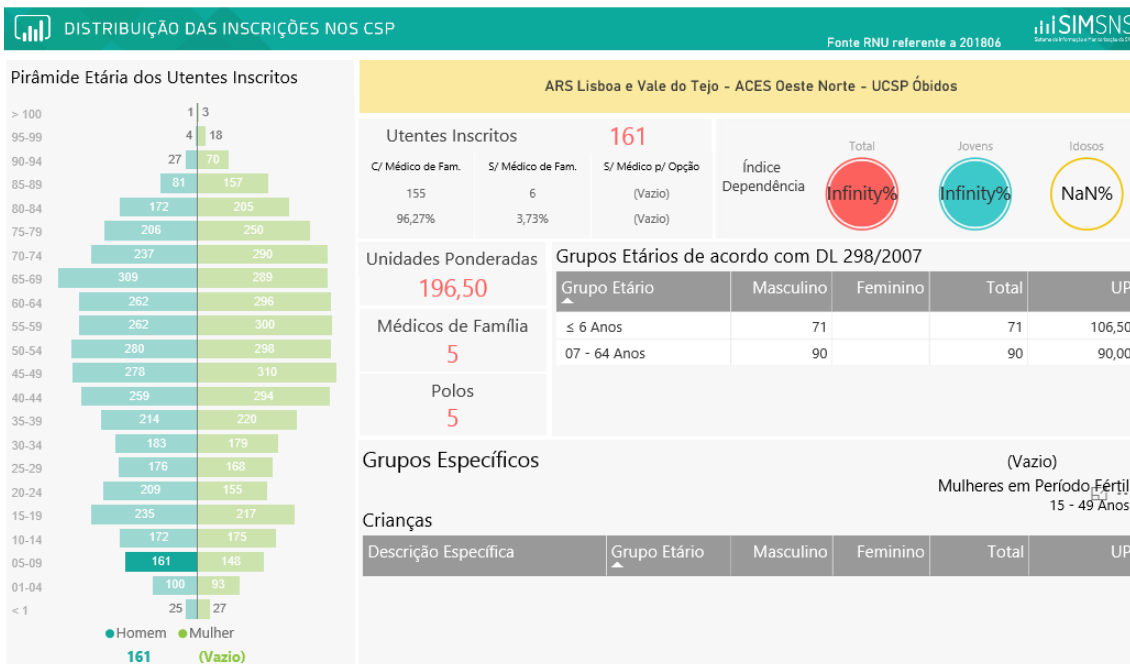 DISTRIBUIÇÃO DAS INSCRIÇÕES NOS CSP
Fonte RNU referente a 201806
SIMSNS
Pirâmide Etária dos Utentes Inscritos
> 100 1 3
95-99 4 18
90-94 27 70
85-89 81 157
80-84 172 205
75-79 206 250
70-74 237 290
65-69 309 289
60-64 262 296
55-59 262 300
50-54 280 298
45-49 278 310
40-44 259 294
35-39 214 220
30-34 183 179
25-29 176 168
20-24 209 155
15-19 235 217
10-14 172 175
05-09 161 148
01-04 100 93
< 1 25 27
Homem Mulher
161 (Vazio)
ARS Lisboa e Vale do Tejo - ACES Oeste Norte - UCSP Óbidos
Utentes Inscritos 161
C/ Médico de Fam. S/ Médico de Fam. S/ Médico p/ Opção
155 6 (Vazio)
96,27% 3,73% (Vazio)
Índice
Dependência
Total Jovens Idosos
Infinity% Infinity% NaN%
Unidades Ponderadas
196,50
Médicos de Família
5
Polos
5
Grupos Etários de acordo com DL 298/2007
Grupo Etário Masculino Feminino Total UP
≤ 6 Anos 71 71 106,50
07 - 64 Anos 90 90 90,00
Grupos Específicos
(Vazio)
Mulheres em Período Fértil
15 - 49 Anos
Crianças
Descrição Específica Grupo Etário Masculino Feminino Total UP